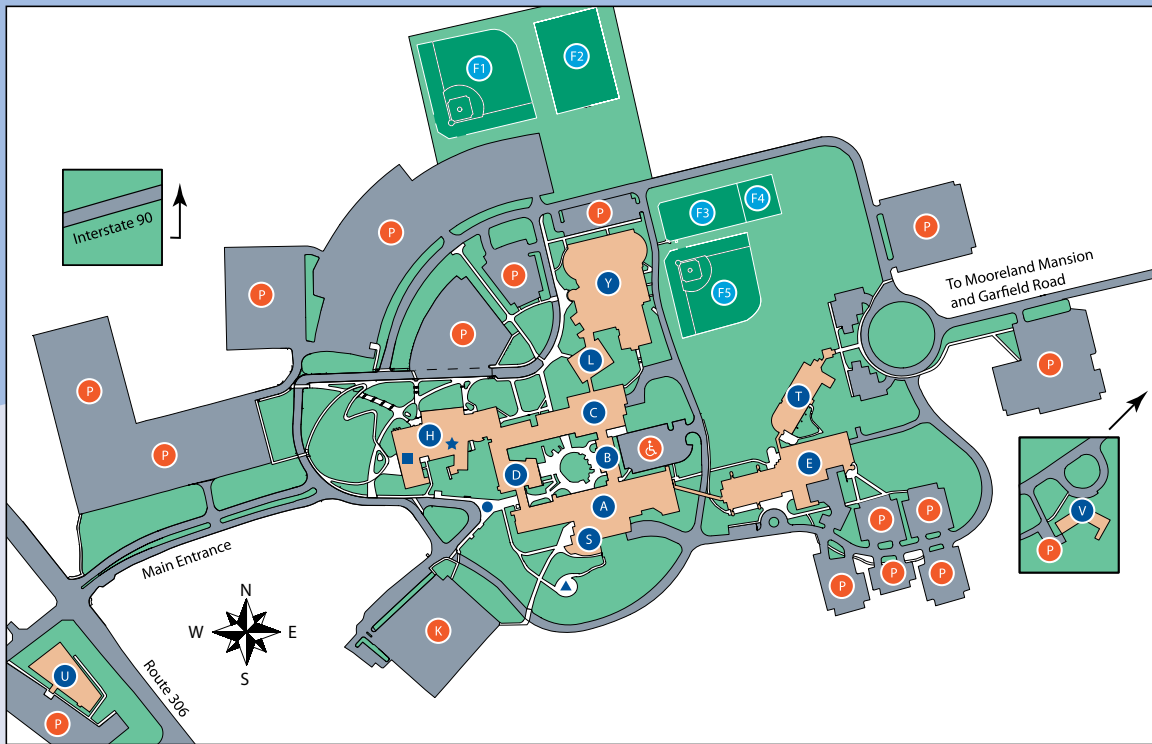 F1
F2
Interstate 90
P
P
F3
F4
P
P
To Mooreland Mansion
and Garfield Road
P
Y
P
F5
P
P
L
P
P
T
C
H
P
B
E
D
A
P
P
V
S
P
Main Entrance
P
P
P
N
W
E
S
K
U
Route 306
P